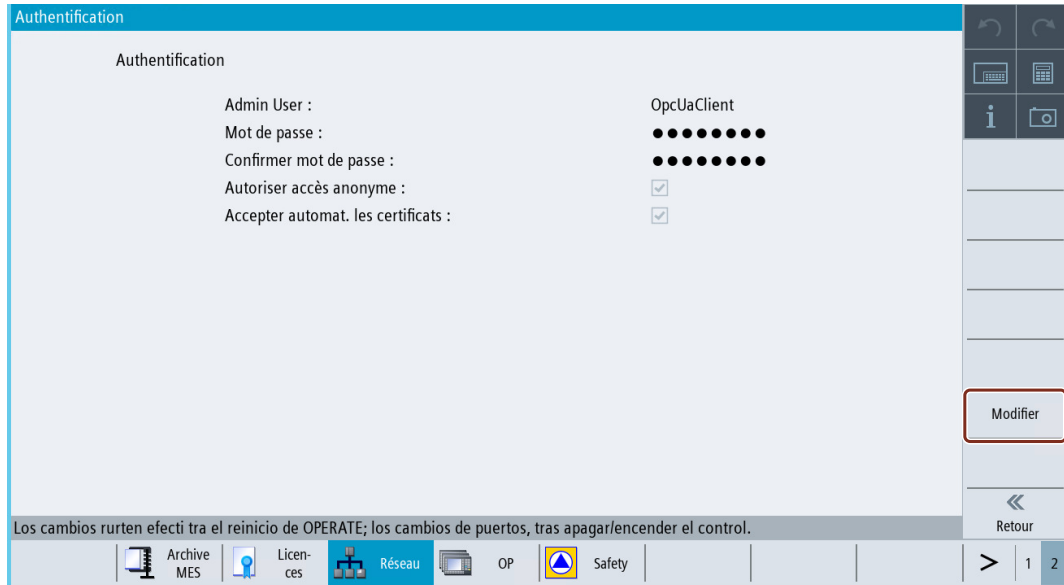 Authentification
Authentification
Admin User :
OpcUaClient
Mot de passe :
●●●●●●●●
Confirmer mot de passe :
●●●●●●●●
Autoriser accès anonyme :
Accepter automat. les certificats :
Modifier
Retour
Los cambios rurten efecti tra el reinicio de OPERATE; los cambios de puertos, tras apagar/encender el control.
Archive
MES
Licen-
ces
Réseau
OP
Safety
> 1 2